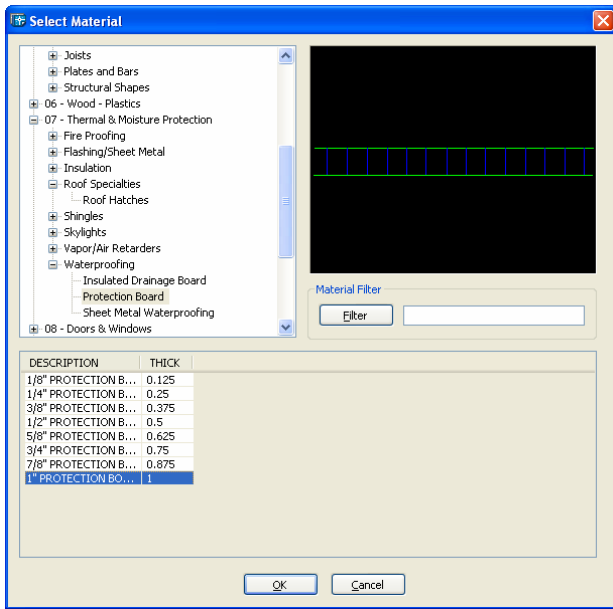 Select Material
Joists
Plates and Bars
Structural Shapes
06 - Wood - Plastics
07 - Thermal & Moisture Protection
Fire Proofing
Flashing/Sheet Metal
Insulation
Roof Specialties
Roof Hatches
Shingles
Skylights
Vapor/Air Retarders
Waterproofing
Insulated Drainage Board
Protection Board
Sheet Metal Waterproofing
08 - Doors & Windows
Material Filter
Filter
DESCRIPTION THICK
1/8" PROTECTION B... 0.125
1/4" PROTECTION B... 0.25
3/8" PROTECTION B... 0.375
1/2" PROTECTION B... 0.5
5/8" PROTECTION B... 0.625
3/4" PROTECTION B... 0.75
7/8" PROTECTION B... 0.875
1" PROTECTION BO... 1
OK Cancel